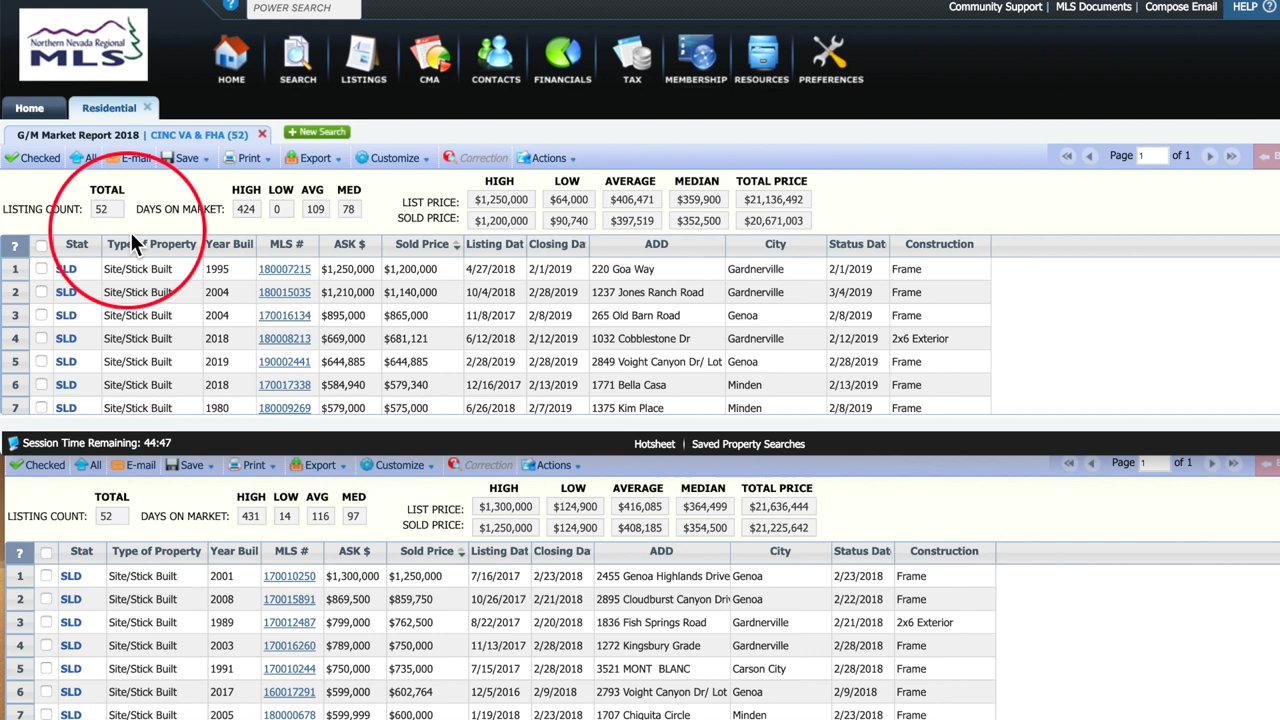 POWER SEARCH
Community Support | MLS Documents | Compose Email HELP ?
Northern Nevada Regional
MLS
HOME SEARCH LISTINGS CMA CONTACTS FINANCIALS TAX MEMBERSHIP RESOURCES PREFERENCES
Home Residential
G/M Market Report 2018 | CINC VA & FHA (52) New Search
Checked All E-mail Save Print Export Customize Correction Actions Page 1 of 1
TOTAL HIGH LOW AVG MED HIGH LOW AVERAGE MEDIAN TOTAL PRICE
LISTING COUNT: 52 DAYS ON MARKET: 424 0 109 78 LIST PRICE: $1,250,000 $64,000 $406,471 $359,900 $21,136,492
SOLD PRICE: $1,200,000 $90,740 $397,519 $352,500 $20,671,003
? Stat Type of Property Year Buil MLS # ASK $ Sold Price Listing Dat Closing Da ADD City Status Dat Construction
1 SLD Site/Stick Built 1995 180007215 $1,250,000 $1,200,000 4/27/2018 2/1/2019 220 Goa Way Gardnerville 2/1/2019 Frame
2 SLD Site/Stick Built 2004 180015035 $1,210,000 $1,140,000 10/4/2018 2/28/2019 1237 Jones Ranch Road Gardnerville 3/4/2019 Frame
3 SLD Site/Stick Built 2004 170016134 $895,000 $865,000 11/8/2017 2/8/2019 265 Old Barn Road Genoa 2/8/2019 Frame
4 SLD Site/Stick Built 2018 180008213 $669,000 $681,121 6/12/2018 2/12/2019 1032 Cobblestone Dr Gardnerville 2/12/2019 2x6 Exterior
5 SLD Site/Stick Built 2019 190002441 $644,885 $644,885 2/28/2019 2/28/2019 2849 Voight Canyon Dr/ Lot Genoa 2/28/2019 Frame
6 SLD Site/Stick Built 2018 170017338 $584,940 $579,340 12/16/2017 2/13/2019 1771 Bella Casa Minden 2/13/2019 Frame
7 SLD Site/Stick Built 1980 180009269 $579,000 $575,000 6/26/2018 2/7/2019 1375 Kim Place Minden 2/8/2019 Frame
Session Time Remaining: 44:47 Hotsheet | Saved Property Searches
Checked All E-mail Save Print Export Customize Correction Actions Page 1 of 1
TOTAL HIGH LOW AVG MED HIGH LOW AVERAGE MEDIAN TOTAL PRICE
LISTING COUNT: 52 DAYS ON MARKET: 431 14 116 97 LIST PRICE: $1,300,000 $124,900 $416,085 $364,499 $21,636,444
SOLD PRICE: $1,250,000 $124,900 $408,185 $354,500 $21,225,642
? Stat Type of Property Year Buil MLS # ASK $ Sold Price Listing Dat Closing Da ADD City Status Dat Construction
1 SLD Site/Stick Built 2001 170010250 $1,300,000 $1,250,000 7/16/2017 2/23/2018 2455 Genoa Highlands Drive Genoa 2/23/2018 Frame
2 SLD Site/Stick Built 2008 170015891 $869,500 $859,750 10/26/2017 2/21/2018 2895 Cloudburst Canyon Driv Genoa 2/22/2018 Frame
3 SLD Site/Stick Built 1989 170012487 $799,000 $762,500 8/22/2017 2/20/2018 1836 Fish Springs Road Gardnerville 2/21/2018 2x6 Exterior
4 SLD Site/Stick Built 2003 170016260 $789,000 $750,000 11/13/2017 2/28/2018 1272 Kingsbury Grade Gardnerville 2/28/2018 Frame
5 SLD Site/Stick Built 1991 170010244 $750,000 $735,000 7/15/2017 2/28/2018 3521 MONT BLANC Carson City 2/28/2018 Frame
6 SLD Site/Stick Built 2017 160017291 $599,000 $602,764 12/5/2016 2/9/2018 2793 Voight Canyon Dr/ Lot Genoa 2/9/2018 Frame
7 SLD Site/Stick Built 2005 180000678 $599,999 $600,000 1/19/2018 2/27/2018 1707 Chiquita Circle Minden 2/28/2018 Frame